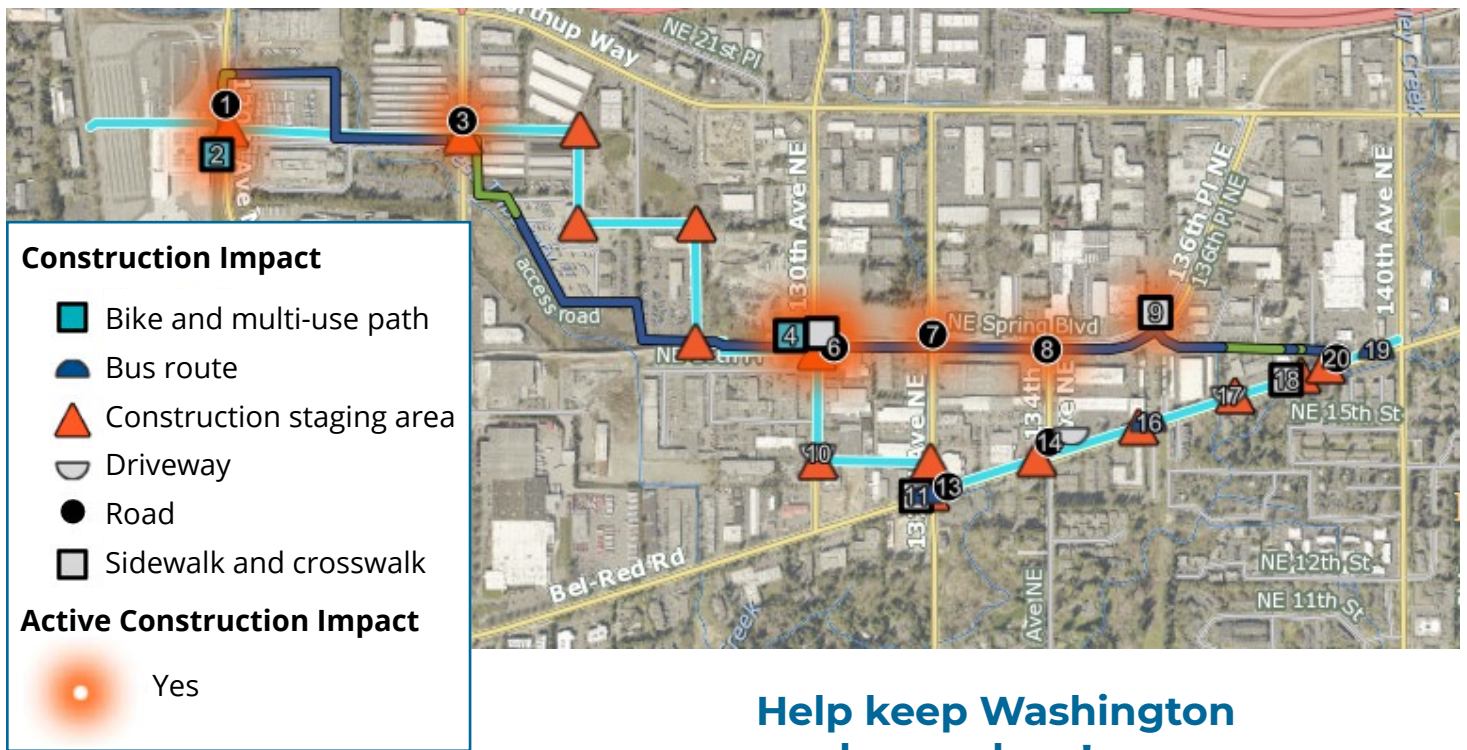 NE 21st Pl
Way
1
3
2
130th Ave NE
136th Pl NE
136th Pl NE
140th Ave NE
creek
access road
4
6
7
NE Spring Blvd
8
9
19
20
18
17
NE 15th St
16
14
10
11
13
Bel-Red Rd
Ave NE
NE 12th St
NE 11th St
Construction Impact
Bike and multi-use path
Bus route
Construction staging area
Driveway
Road
Sidewalk and crosswalk
Active Construction Impact
Yes
Help keep Washington